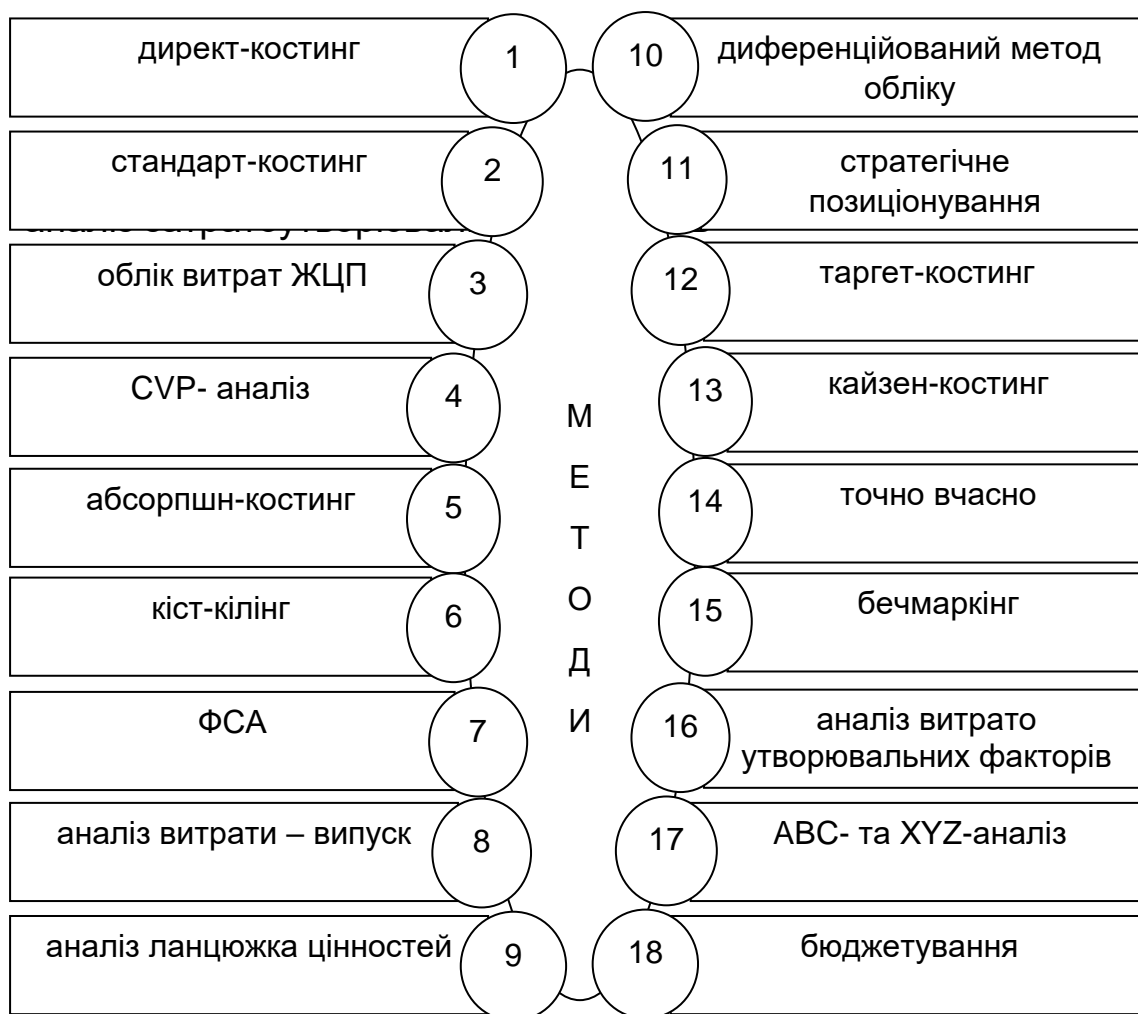 директ-костинг
1
стандарт-костинг
2
облік витрат ЖЦП
3
CVP- аналіз
4
абсорпшн-костинг
5
кіст-кілінг
6
ФСА
7
аналіз витрати – випуск
8
аналіз ланцюжка цінностей
9
М
Е
Т
О
Д
И
10
диференційований метод
обліку
11
стратегічне
позиціонування
12
таргет-костинг
13
кайзен-костинг
14
точно вчасно
15
бечмаркінг
16
аналіз витрато
утворювальних факторів
17
АВС- та XYZ-аналіз
18
бюджетування